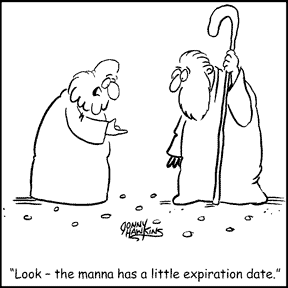 JONNY
HAWKINS
“Look – the manna has a little expiration date.”